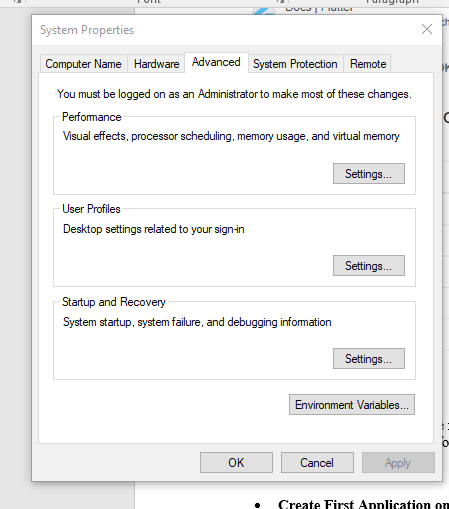 Font
Paragraph
Docs | Flutter
System Properties
Computer Name
Hardware
Advanced
System Protection
Remote
You must be logged on as an Administrator to make most of these changes.
Performance
Visual effects, processor scheduling, memory usage, and virtual memory
Settings...
User Profiles
Desktop settings related to your sign-in
Settings...
Startup and Recovery
System startup, system failure, and debugging information
Settings...
Environment Variables...
OK
Cancel
Apply
• Create First Application on